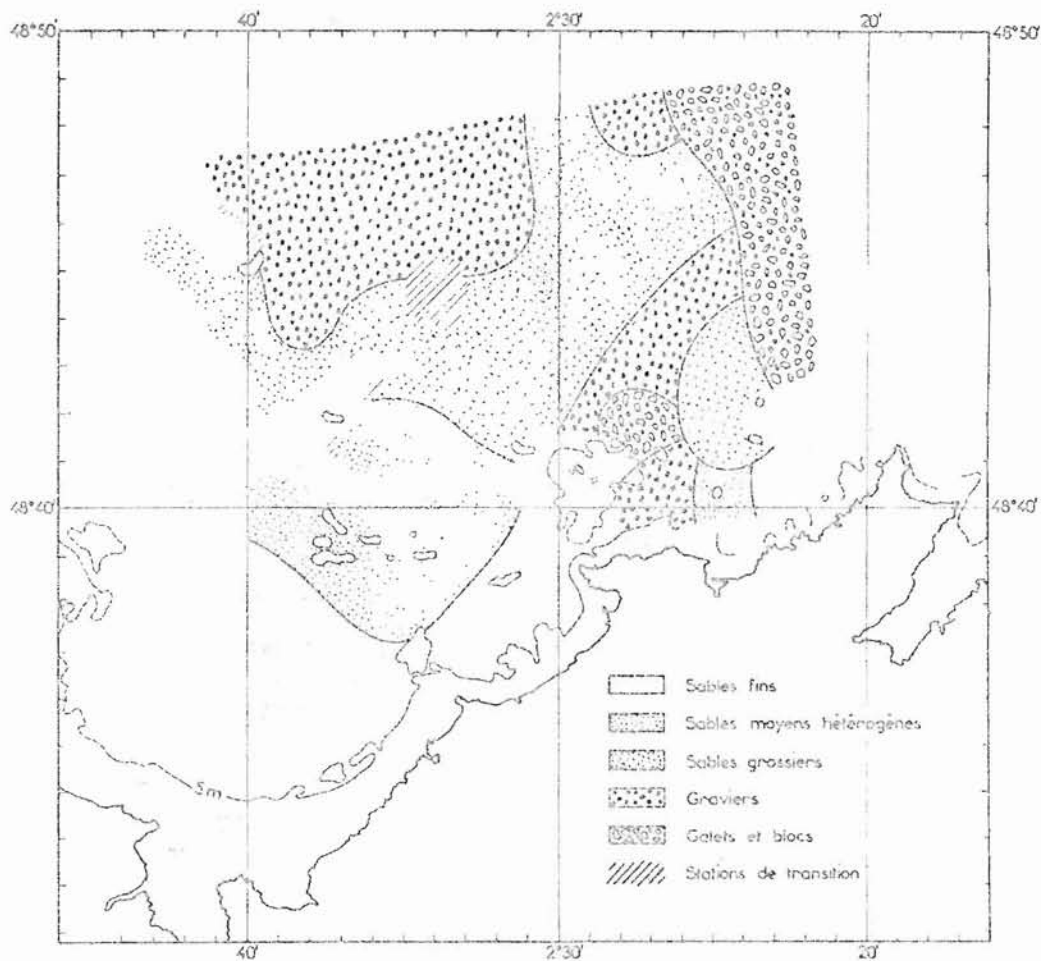 40' 2°30' 20'
48°50' 48°50'
48°40' 48°40'
5m
Sables fins
Sables moyens hétérogènes
Sables grossiers
Graviers
Galets et blocs
Stations de transition
40' 2°30' 20'